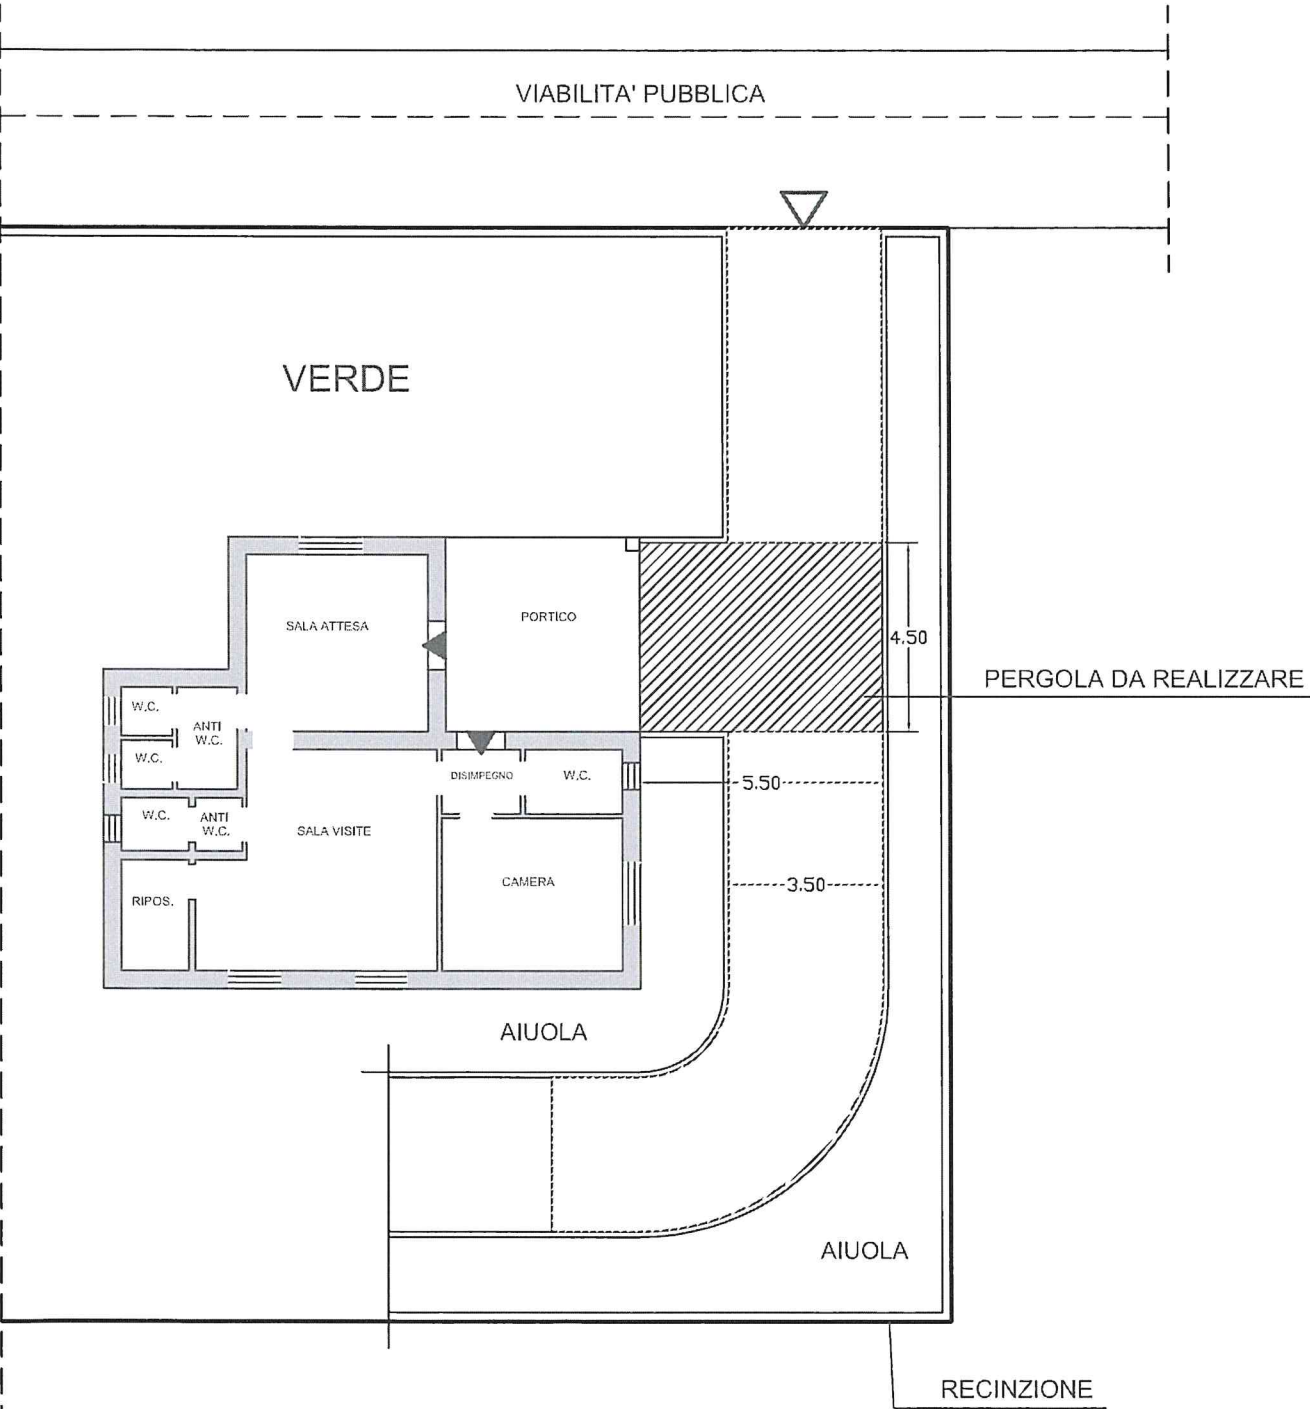 VIABILITA' PUBBLICA
VERDE
SALA ATTESA
PORTICO
4.50
PERGOLA DA REALIZZARE
W.C.
ANTI
W.C.
W.C.
DISIMPEGNO
W.C.
5.50
W.C.
ANTI
W.C.
SALA VISITE
CAMERA
3.50
RIPOS.
AIUOLA
AIUOLA
RECINZIONE